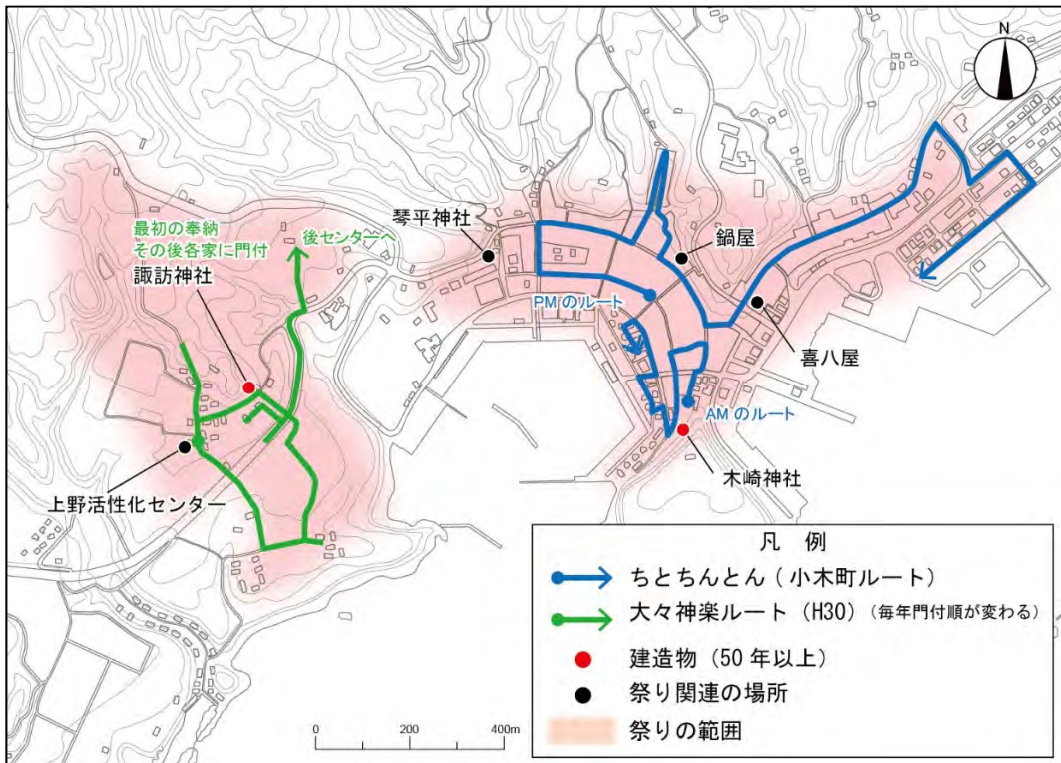 N
琴平神社
鍋屋
最初の奉納
その後各家に門付
諏訪神社
後センターへ
PMのルート
喜八屋
AMのルート
木崎神社
上野活性化センター
凡 例
ちとちんとん(小木町ルート)
大々神楽ルート(H30)(毎年門付順が変わる)
建造物(50年以上)
祭り関連の場所
祭りの範囲
0 200 400m